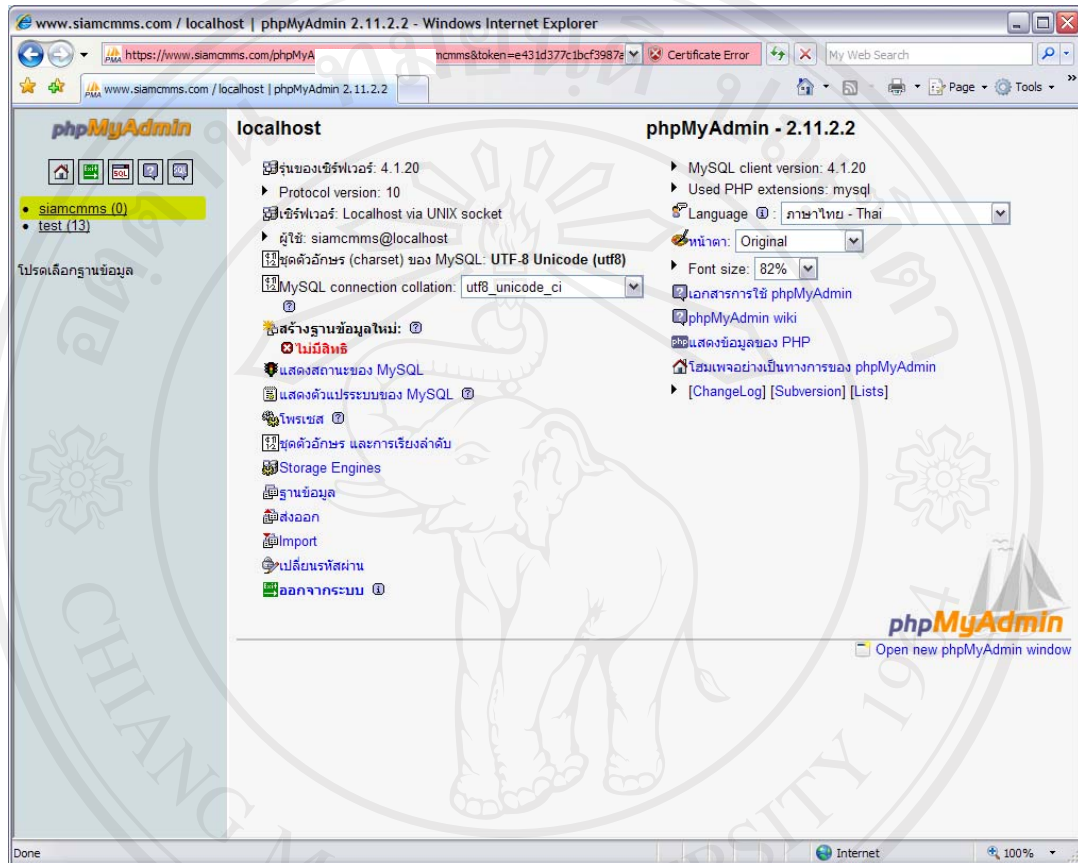 www.siamcmms.com / localhost | phpMyAdmin 2.11.2.2 - Windows Internet Explorer
https://www.siamcmms.com/phpMyA mcmms&token=e431d377c1bcf3987a Certificate Error My Web Search
www.siamcmms.com / localhost | phpMyAdmin 2.11.2.2 Page Tools
phpMyAdmin
siamcmms (0)
test (13)
โปรดเลือกฐานข้อมูล
localhost
รุ่นของเซิร์ฟเวอร์: 4.1.20
Protocol version: 10
เซิร์ฟเวอร์: Localhost via UNIX socket
ผู้ใช้: siamcmms@localhost
ชุดตัวอักษร (charset) ของ MySQL: UTF-8 Unicode (utf8)
MySQL connection collation: utf8_unicode_ci
สร้างฐานข้อมูลใหม่:
ไม่มีสิทธิ
แสดงสถานะของ MySQL
แสดงตัวแปรระบบของ MySQL
โพรเซส
ชุดตัวอักษร และการเรียงลำดับ
Storage Engines
ฐานข้อมูล
ส่งออก
Import
เปลี่ยนรหัสผ่าน
ออกจากระบบ
phpMyAdmin - 2.11.2.2
MySQL client version: 4.1.20
Used PHP extensions: mysql
Language : ภาษาไทย - Thai
หน้าตา: Original
Font size: 82%
เอกสารการใช้ phpMyAdmin
phpMyAdmin wiki
แสดงข้อมูลของ PHP
โฮมเพจอย่างเป็นทางการของ phpMyAdmin
[ChangeLog] [Subversion] [Lists]
phpMyAdmin
Open new phpMyAdmin window
Done Internet 100%